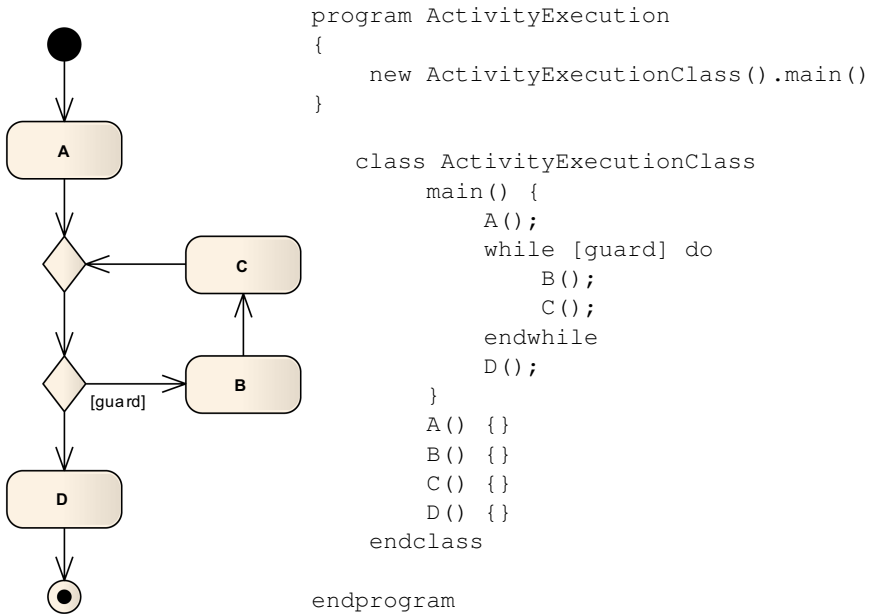 A
C
B
[guard]
D
program ActivityExecution
{
new ActivityExecutionClass().main()
}
class ActivityExecutionClass
main() {
A();
while [guard] do
B();
C();
endwhile
D();
}
A() {}
B() {}
C() {}
D() {}
endclass
endprogram